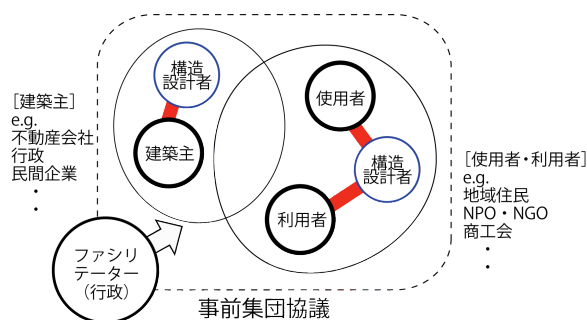 構造
設計者
建築主
使用者
構造
設計者
利用者
[建築主]
e.g.
不動産会社
行政
民間企業
・
・
[使用者・利用者]
e.g.
地域住民
NPO・NGO
商工会
・
・
ファシリ
テーター
(行政)
事前集団協議